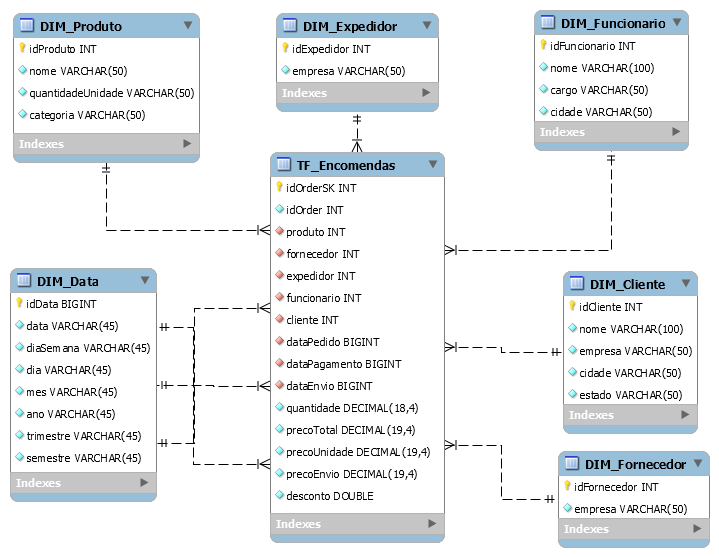 DIM_Produto
idProduto INT
nome VARCHAR(50)
quantidadeUnidade VARCHAR(50)
categoria VARCHAR(50)
Indexes
DIM_Expedidor
idExpedidor INT
empresa VARCHAR(50)
Indexes
DIM_Funcionario
idFuncionario INT
nome VARCHAR(100)
cargo VARCHAR(50)
cidade VARCHAR(50)
Indexes
TF_Encomendas
idOrderSK INT
idOrder INT
produto INT
fornecedor INT
expedidor INT
funcionario INT
cliente INT
dataPedido BIGINT
dataPagamento BIGINT
dataEnvio BIGINT
quantidade DECIMAL(18,4)
precoTotal DECIMAL(19,4)
precoUnidade DECIMAL(19,4)
precoEnvio DECIMAL(19,4)
desconto DOUBLE
Indexes
DIM_Data
idData BIGINT
data VARCHAR(45)
diaSemana VARCHAR(45)
dia VARCHAR(45)
mes VARCHAR(45)
ano VARCHAR(45)
trimestre VARCHAR(45)
semestre VARCHAR(45)
Indexes
DIM_Cliente
idCliente INT
nome VARCHAR(100)
empresa VARCHAR(50)
cidade VARCHAR(50)
estado VARCHAR(50)
Indexes
DIM_Fornecedor
idFornecedor INT
empresa VARCHAR(50)
Indexes